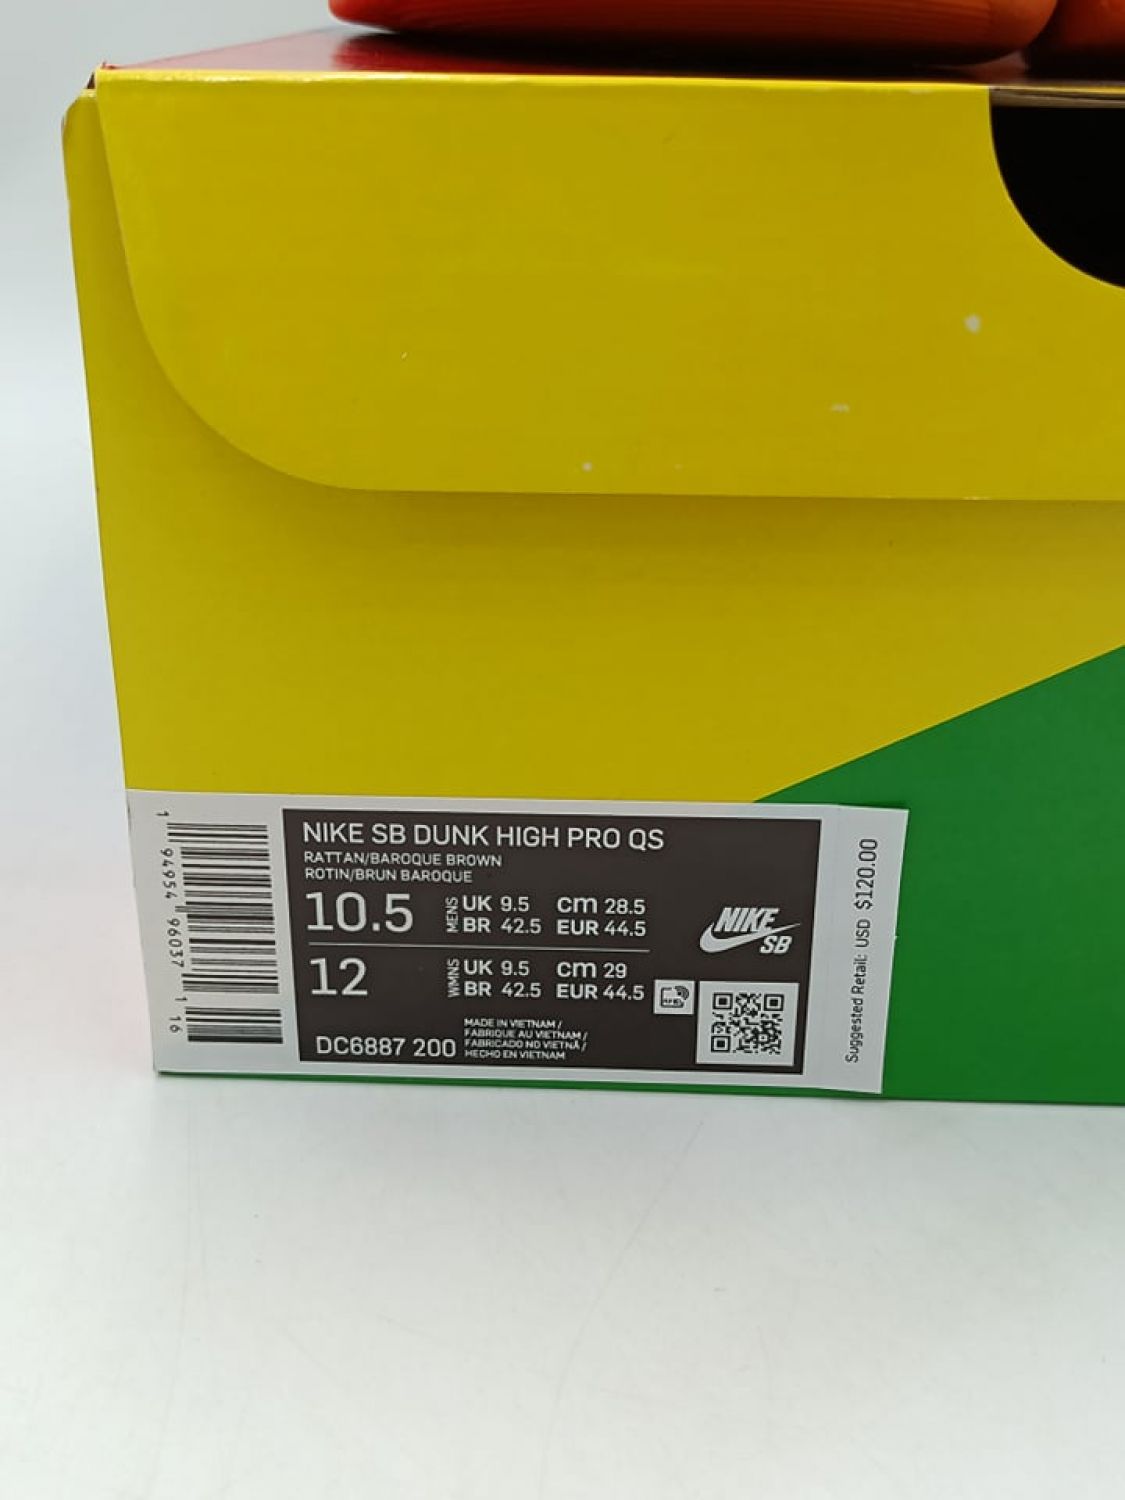 NIKE SB DUNK HIGH PRO QS
RATTAN/BAROQUE BROWN
ROTIN/BRUN BAROQUE
10.5 MENS UK 9.5 cm 28.5
BR 42.5 EUR 44.5
12 WMNS UK 9.5 cm 29
BR 42.5 EUR 44.5
DC6887 200
MADE IN VIETNAM /
FABRIQUE AU VIETNAM /
FABRICADO NO VIETNÃ /
HECHO EN VIETNAM
NIKE
SB
Suggested Retail: USD $120.00
1 94954 96037 1 16